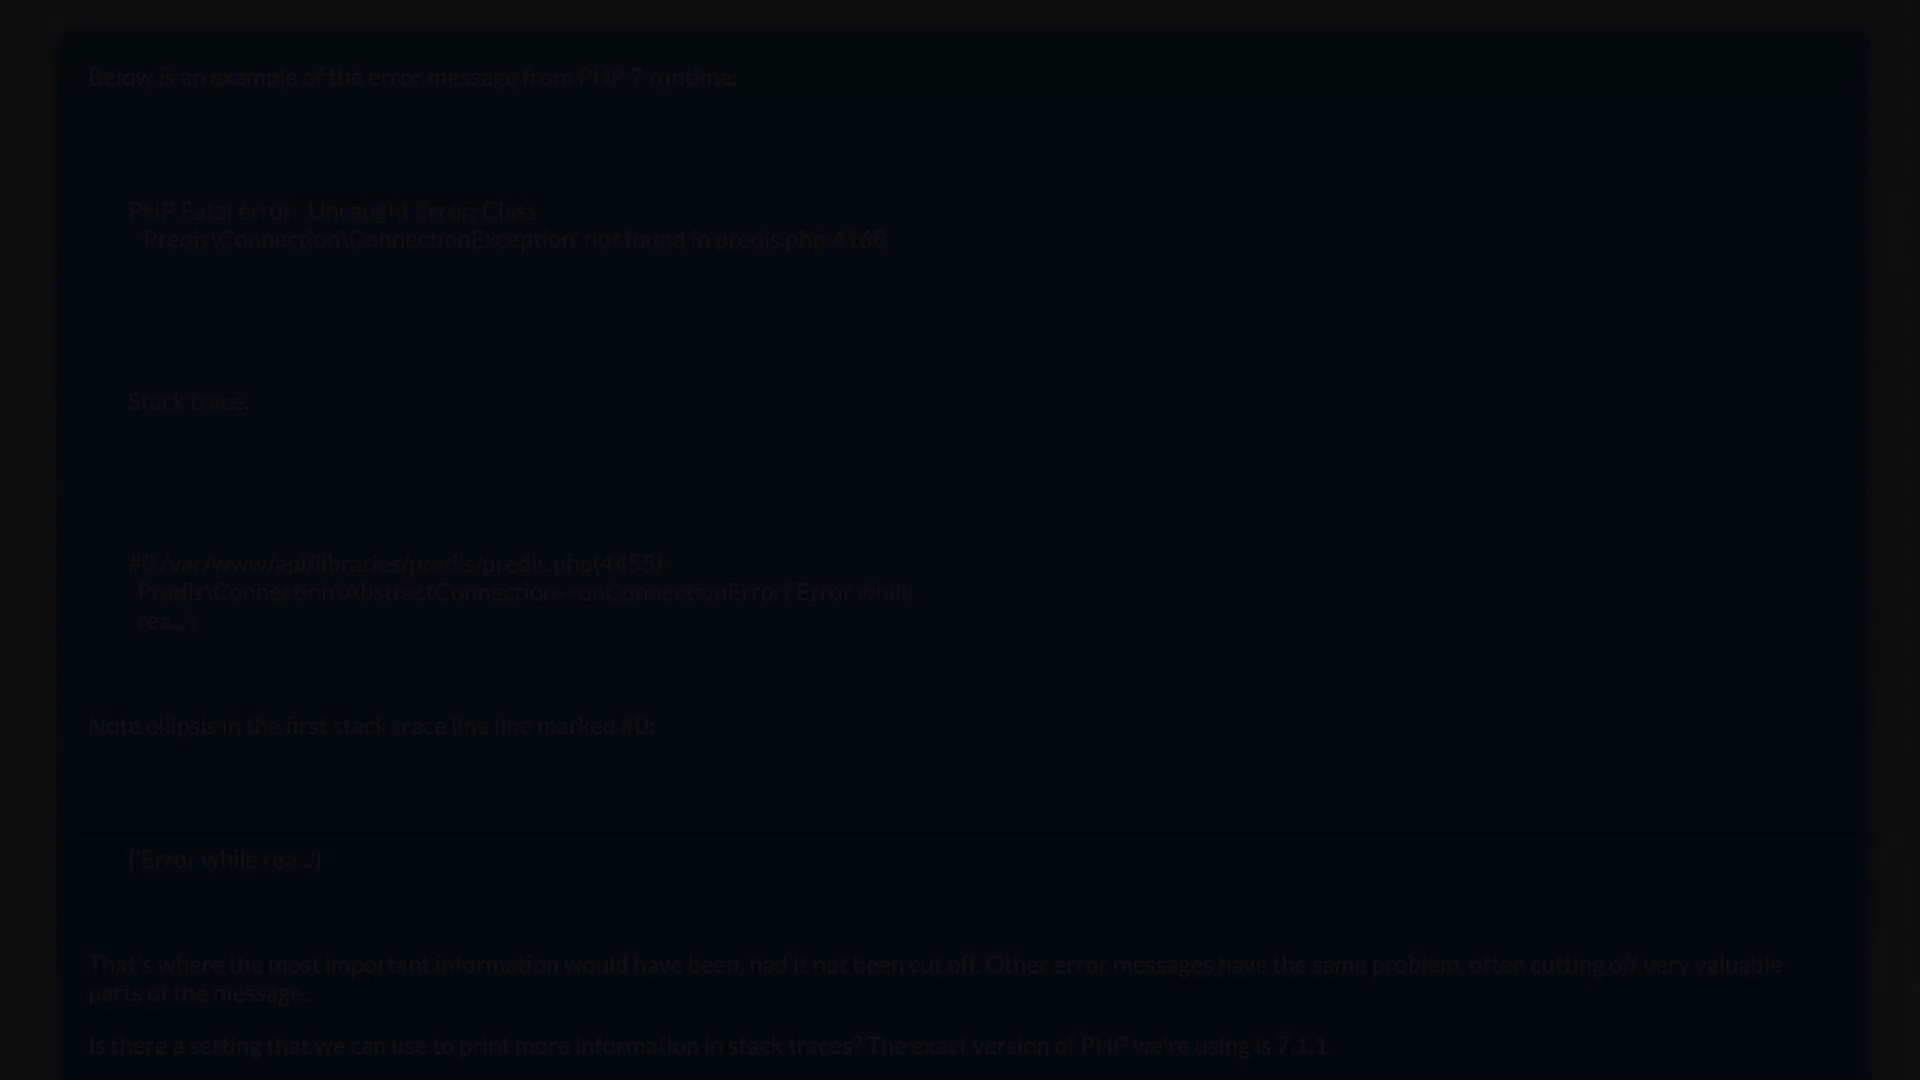 Below is an example of the error message from PHP 7 runtime.
PHP Fatal error: Uncaught Error: Class
'Predis\Connection\ConnectionException' not found in predis.php:4168
Stack trace:
#0 /var/www/api/libraries/predis/predis.php(4455):
Predis\Connection\AbstractConnection->onConnectionError('Error while
rea...')
Note ellipsis in the first stack trace line line marked #0:
('Error while rea...')
That's where the most important information would have been, had it not been cut off. Other error messages have the same problem, often cutting off very valuable
parts of the message.
Is there a setting that we can use to print more information in stack traces? The exact version of PHP we're using is 7.1.1.